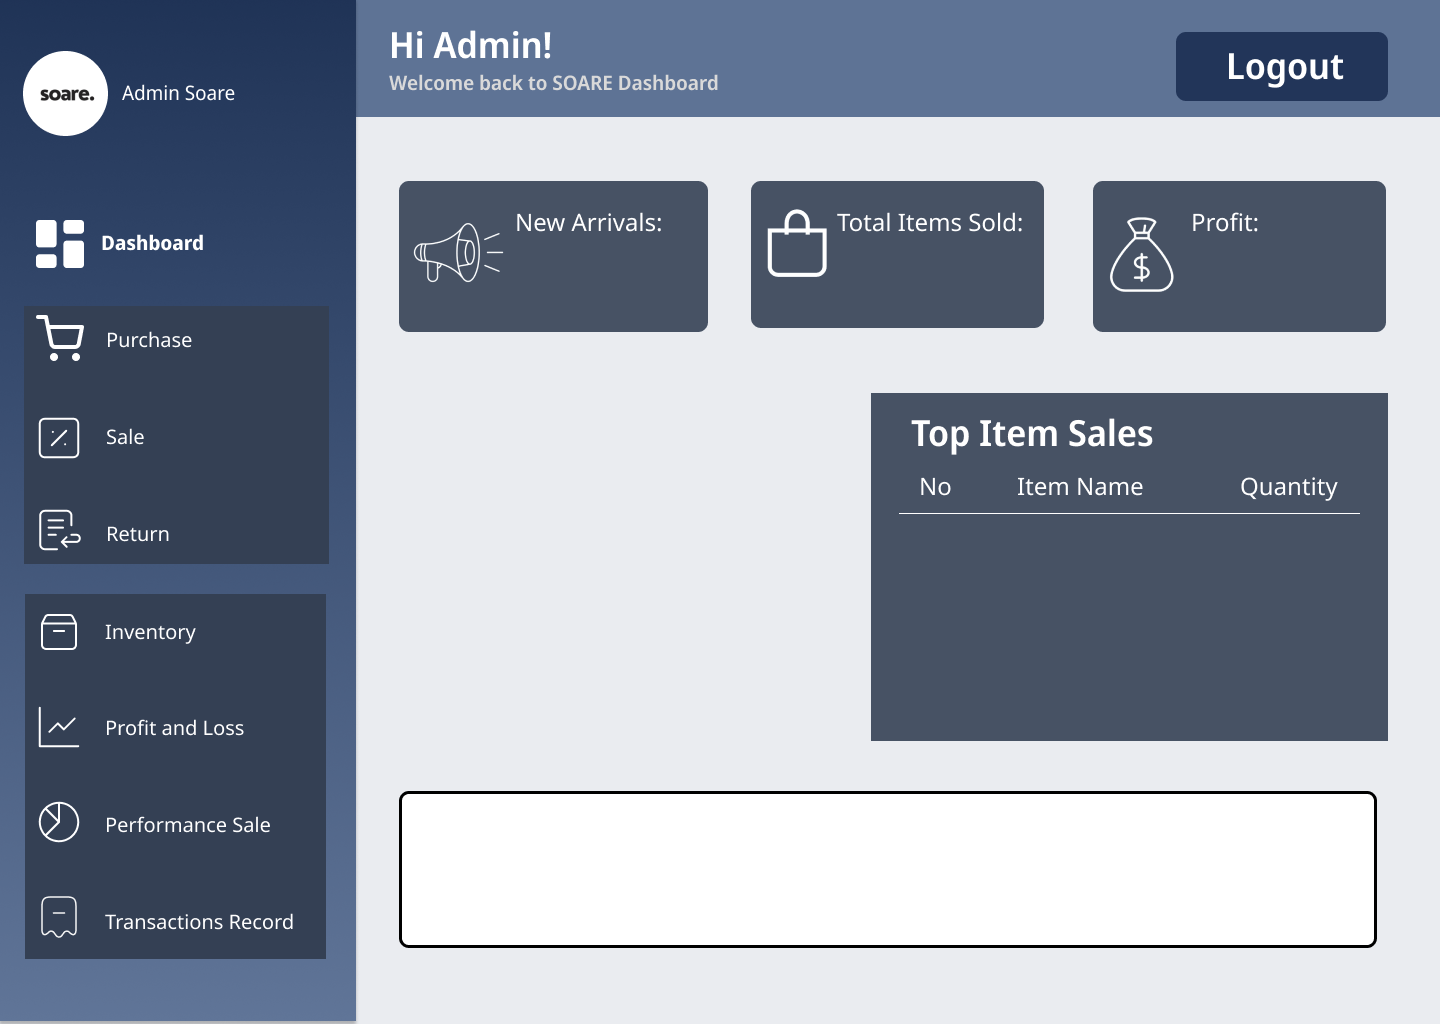 soare.
Admin Soare
Dashboard
Purchase
Sale
Return
Inventory
Profit and Loss
Performance Sale
Transactions Record
Hi Admin!
Welcome back to SOARE Dashboard
Logout
New Arrivals:
Total Items Sold:
Profit:
$
Top Item Sales
No Item Name Quantity